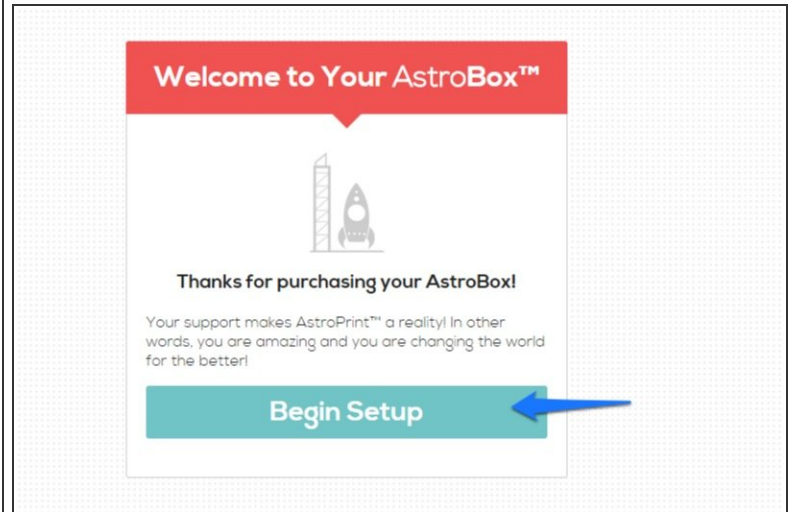 Welcome to Your AstroBox™
Thanks for purchasing your AstroBox!
Your support makes AstroPrint™ a reality! In other
words, you are amazing and you are changing the world
for the better!
Begin Setup